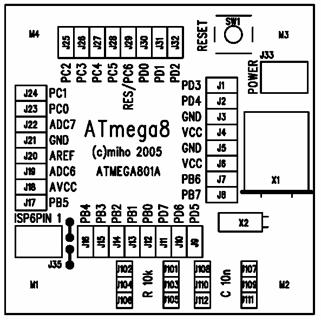 M4
J25 J26 J27 J28 J29 J30 J31 J32
PC2 PC3 PC4 PC5 RES/PC6 PD0 PD1 PD2
RESET
SW1
M3
J33
POWER
J24 PC1
J23 PC0
J22 ADC7
J21 GND
J20 AREF
J19 ADC6
J18 AVCC
J17 PB5
ATmega8
(c)miho 2005
ATMEGA801A
PD3 J1
PD4 J2
GND J3
VCC J4
GND J5
VCC J6
PB6 J7
PB7 J8
X1
ISP6PIN 1
J35
PB4 PB3 PB2 PB1 PB0 PD7 PD6 PD5
J16 J15 J14 J13 J12 J11 J10 J9
X2
M1
J102 J104 J106
R 10k
J101 J103 J105
J108 J110 J112
C 10n
J107 J109 J111
M2